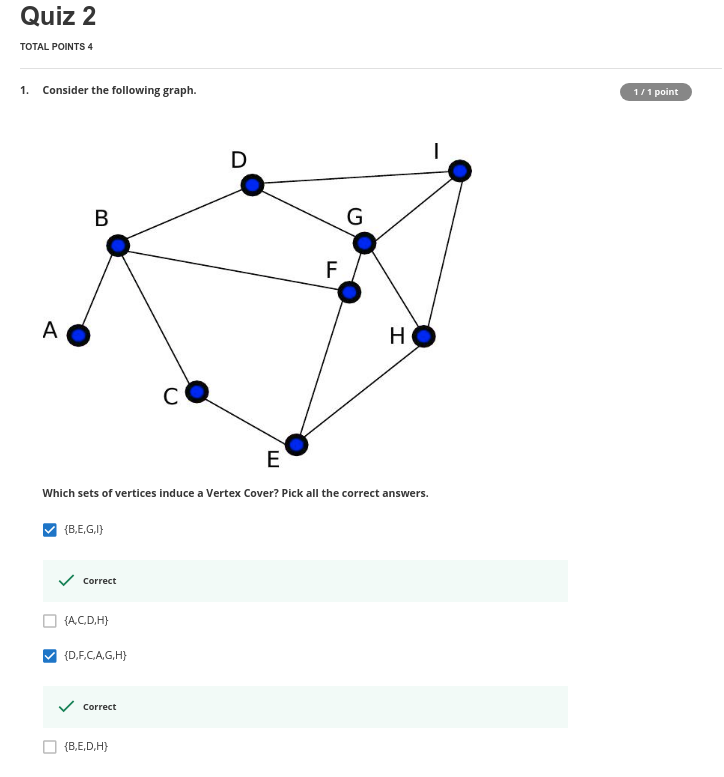 Quiz 2
TOTAL POINTS 4
1. Consider the following graph.
1 / 1 point
D
I
B
G
F
A
H
C
E
Which sets of vertices induce a Vertex Cover? Pick all the correct answers.
{B,E,G,I}
Correct
{A,C,D,H}
{D,F,C,A,G,H}
Correct
{B,E,D,H}